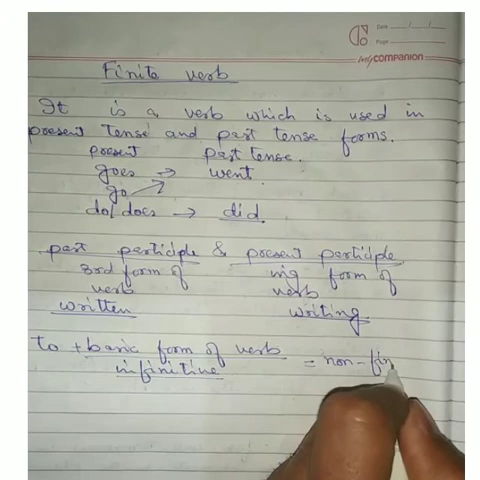 Date / /
Page
companion
Finite verb
It is a verb which is used in
present tense and past tense forms.
present past tense.
goes → went.
go
do/does → did.
past participle & present participle
3rd form of ing form of
verb verb
written writing
to + basic form of verb = non-fin
infinitive